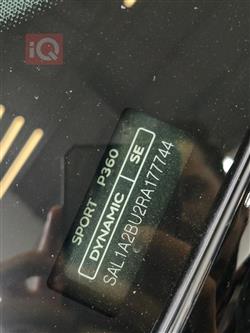 iQ
SPORT P360
DYNAMIC SE
SAL1A2BU2RA177744